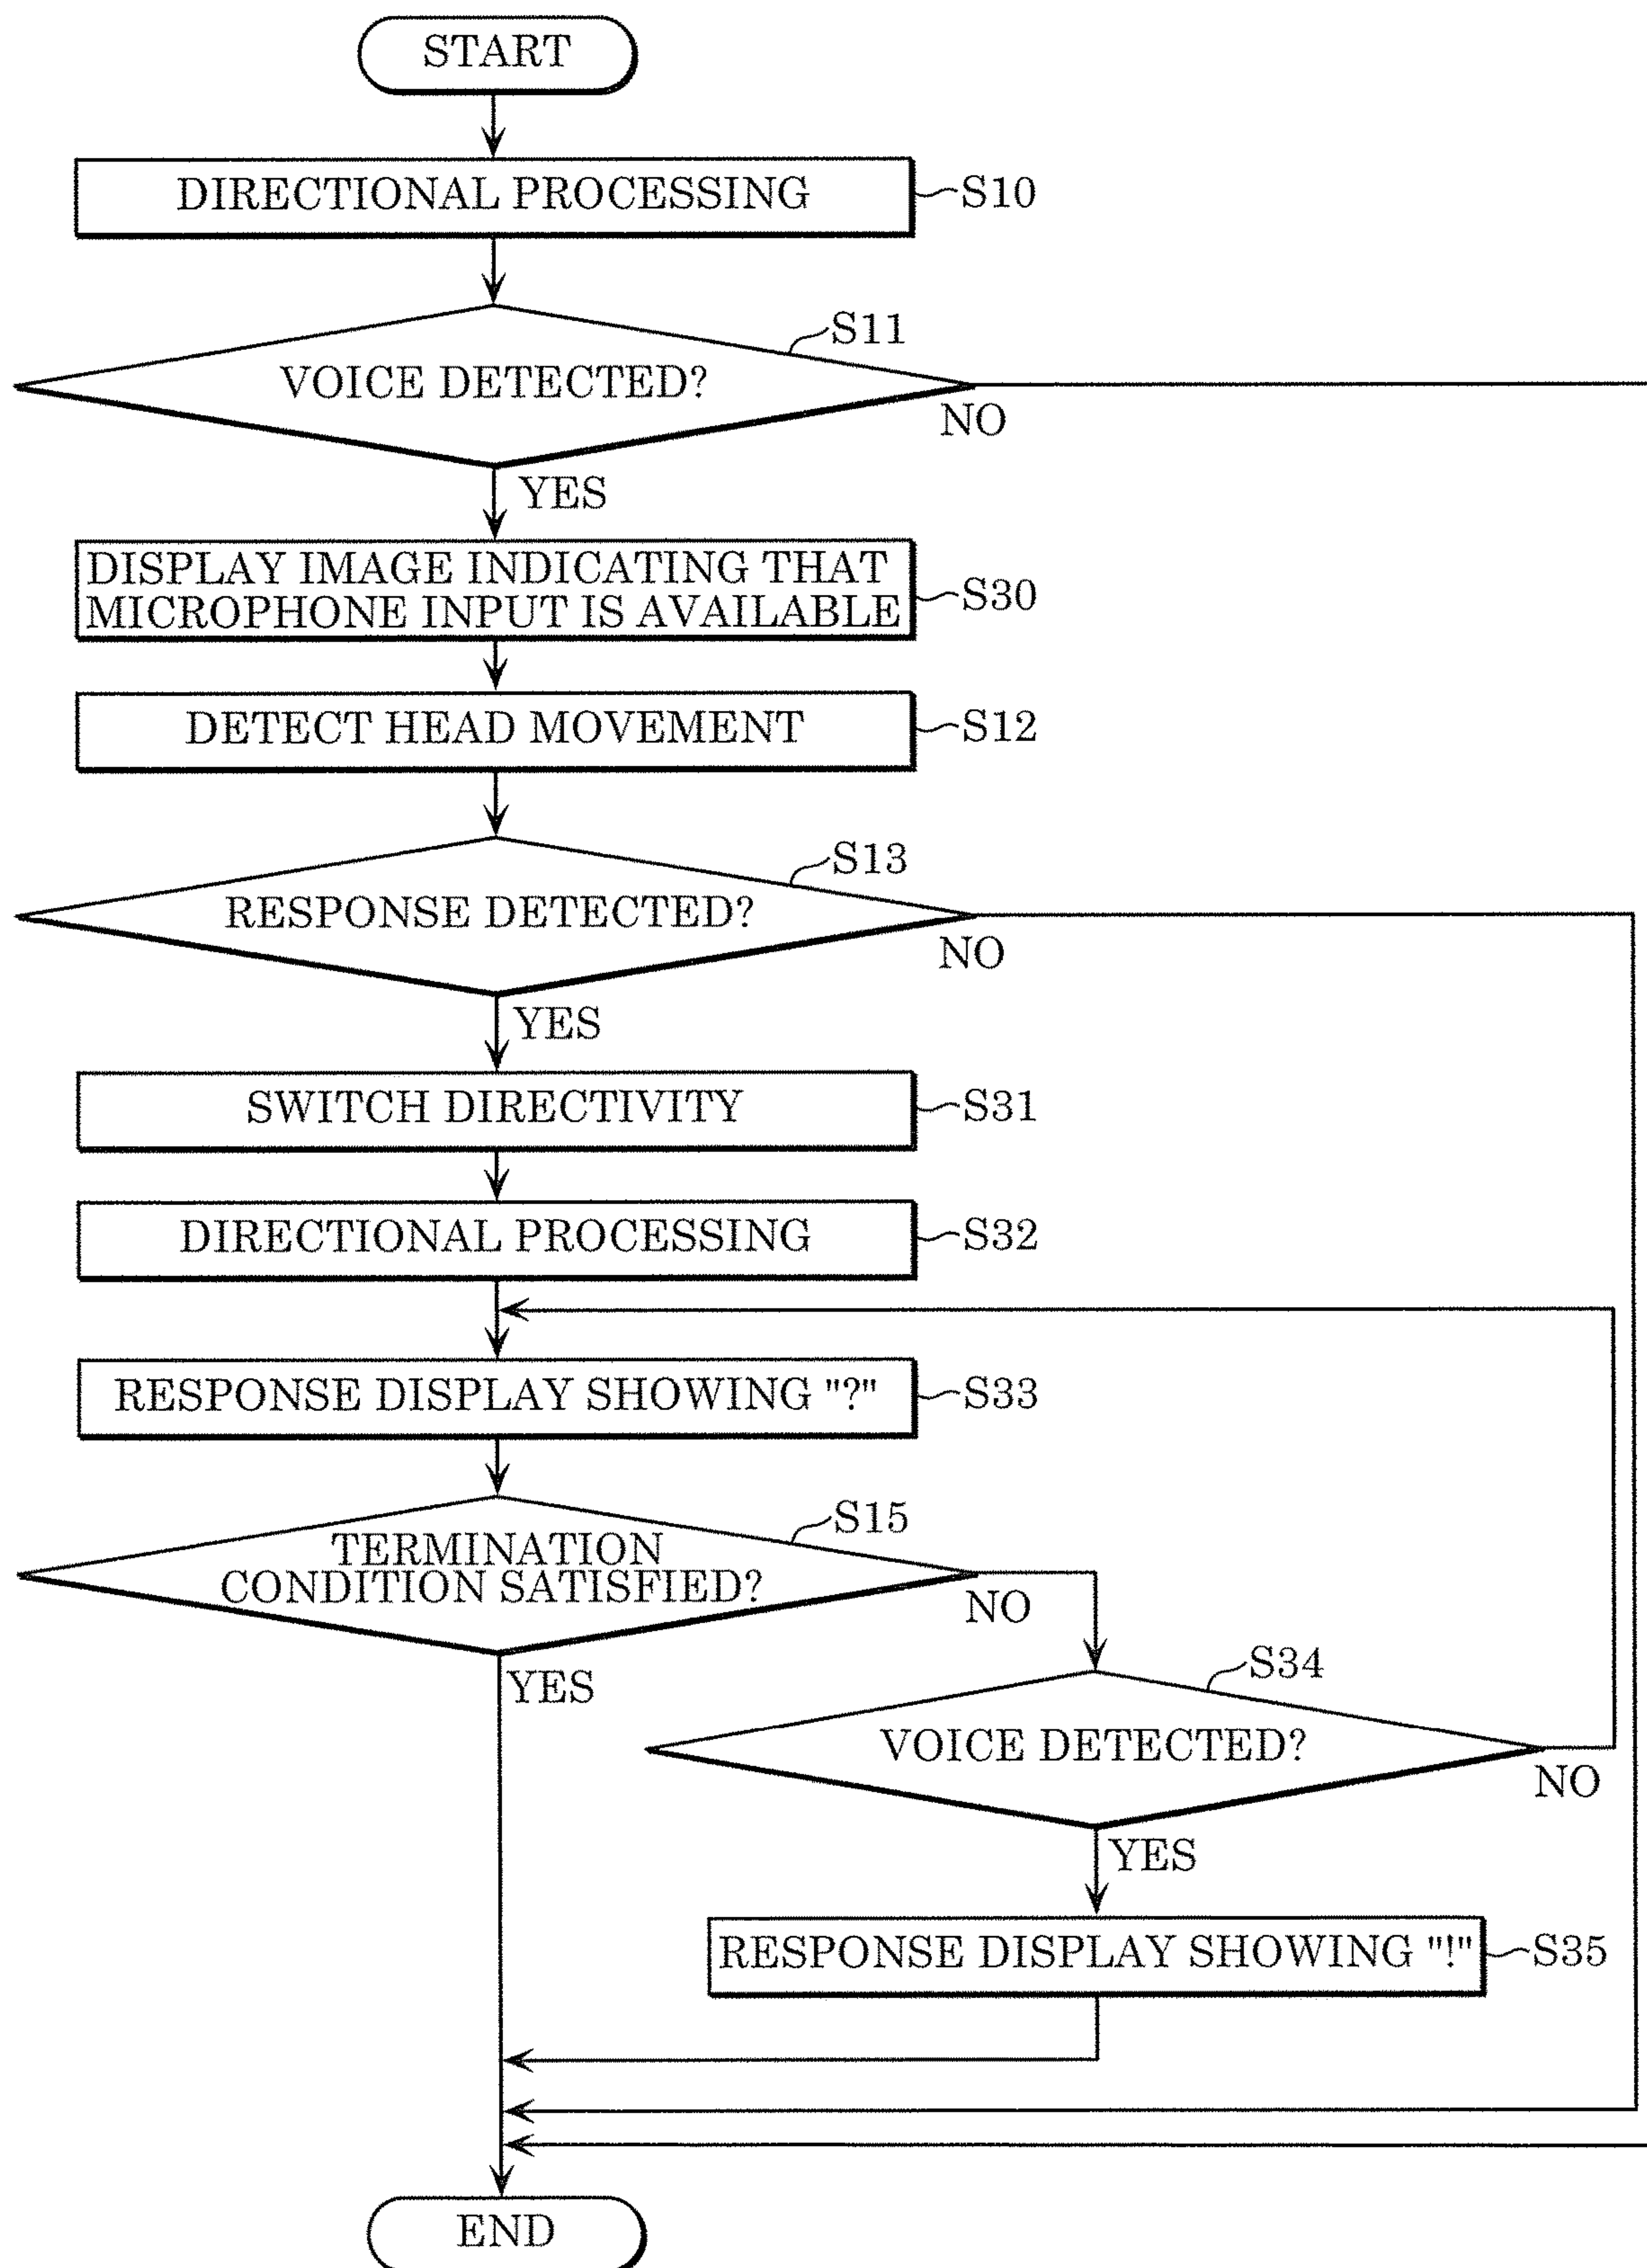 START
DIRECTIONAL PROCESSING
S10
S11
VOICE DETECTED?
NO
YES
DISPLAY IMAGE INDICATING THAT
MICROPHONE INPUT IS AVAILABLE
S30
DETECT HEAD MOVEMENT
S12
S13
RESPONSE DETECTED?
NO
YES
SWITCH DIRECTIVITY
S31
DIRECTIONAL PROCESSING
S32
RESPONSE DISPLAY SHOWING "?"
S33
S15
TERMINATION
CONDITION SATISFIED?
NO
YES
S34
VOICE DETECTED?
NO
YES
RESPONSE DISPLAY SHOWING "!"
S35
END